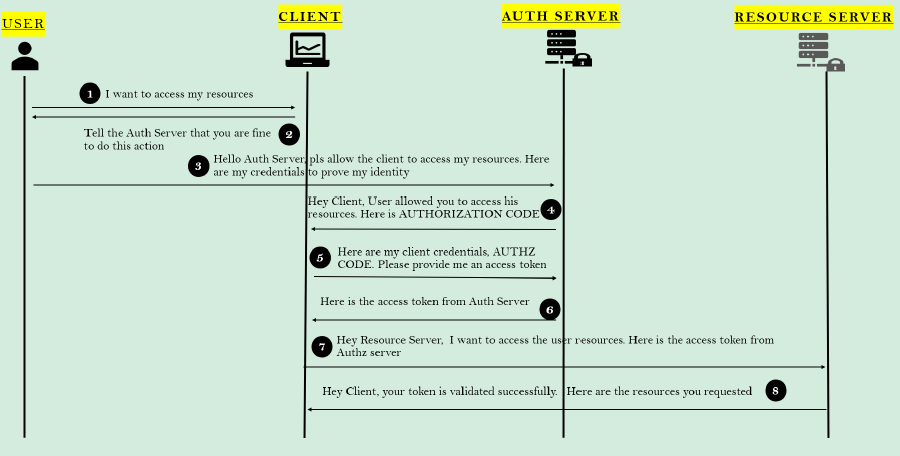 USER
CLIENT
AUTH SERVER
RESOURCE SERVER
1 I want to access my resources
Tell the Auth Server that you are fine 2
to do this action
3 Hello Auth Server, pls allow the client to access my resources. Here
are my credentials to prove my identity
Hey Client, User allowed you to access his
resources. Here is AUTHORIZATION CODE 4
5 Here are my client credentials, AUTHZ
CODE. Please provide me an access token
Here is the access token from Auth Server 6
7 Hey Resource Server, I want to access the user resources. Here is the access token from
Authz server
Hey Client, your token is validated successfully. Here are the resources you requested 8